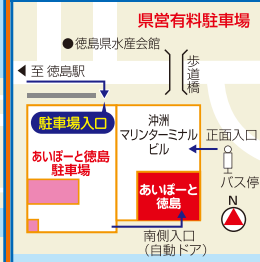 県営有料駐車場
●徳島県水産会館
歩道橋
至 徳島駅
駐車場入口
沖洲
マリンターミナル
ビル
正面入口
あいぽーと徳島
駐車場
あいぽーと
徳島
バス停
N
南側入口
（自動ドア）